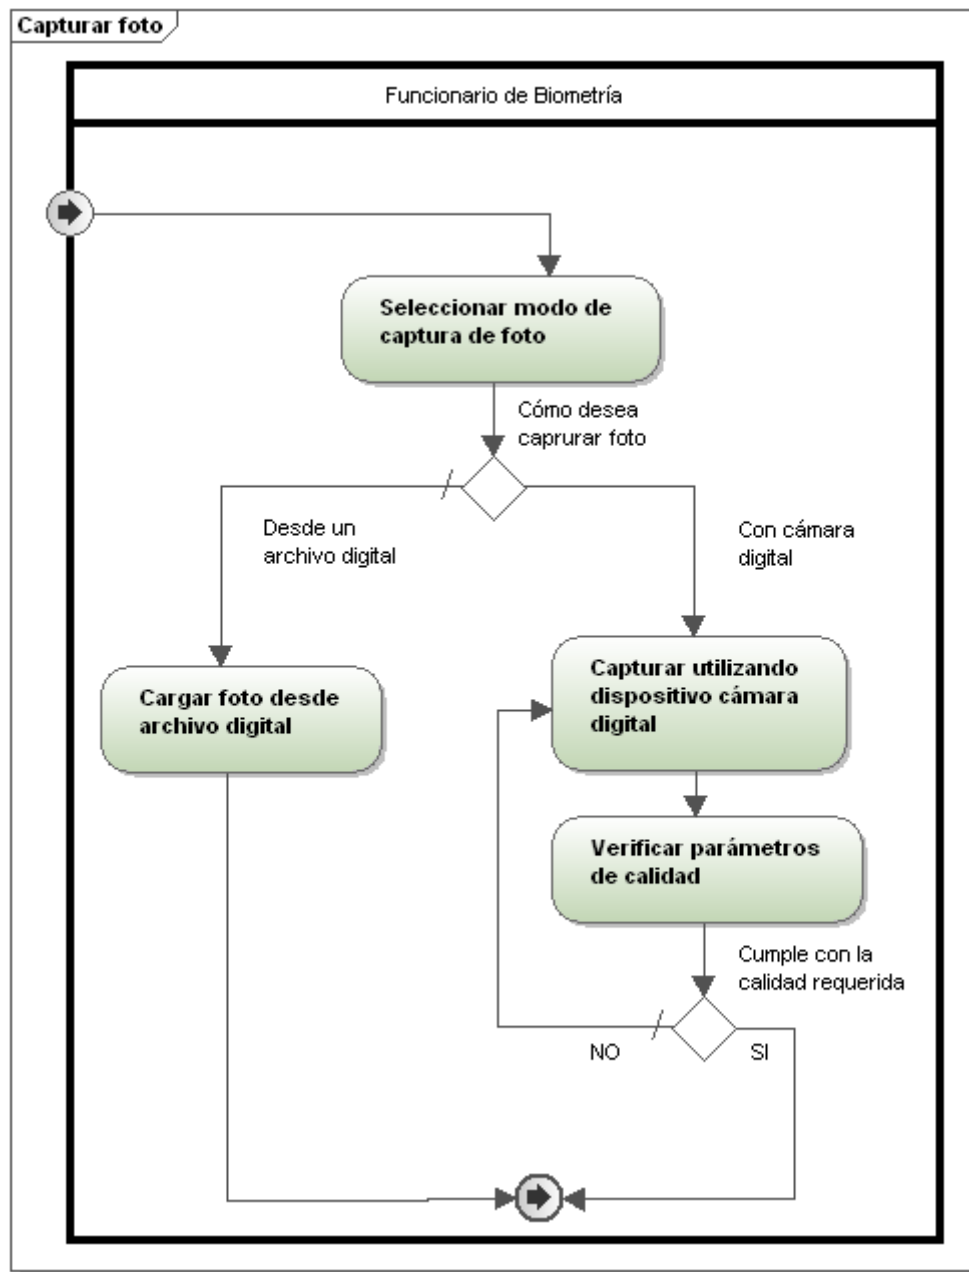 Capturar foto
Funcionario de Biometría
Seleccionar modo de
captura de foto
Cómo desea
caprurar foto
Desde un
archivo digital
Con cámara
digital
Cargar foto desde
archivo digital
Capturar utilizando
dispositivo cámara
digital
Verificar parámetros
de calidad
Cumple con la
calidad requerida
NO
SI